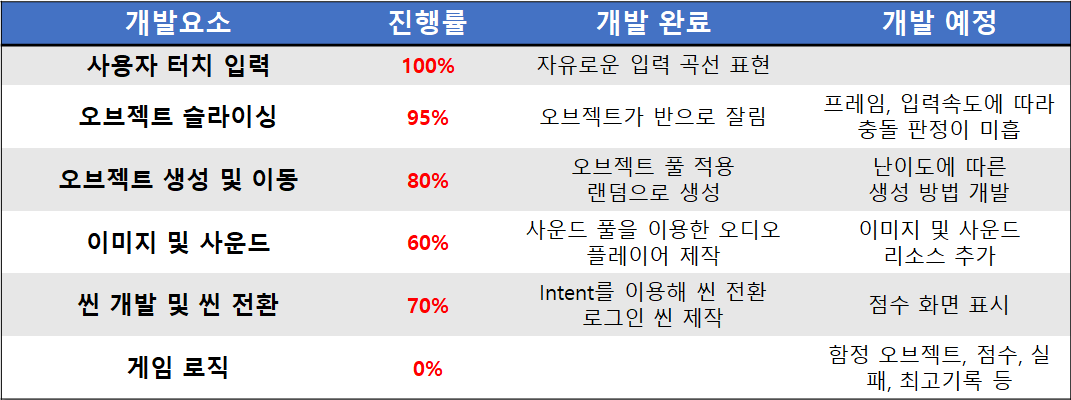 개발요소 진행률 개발 완료 개발 예정
사용자 터치 입력 100% 자유로운 입력 곡선 표현
오브젝트 슬라이싱 95% 오브젝트가 반으로 잘림 프레임, 입력속도에 따라
충돌 판정이 미흡
오브젝트 생성 및 이동 80% 오브젝트 풀 적용
랜덤으로 생성 난이도에 따른
생성 방법 개발
이미지 및 사운드 60% 사운드 풀을 이용한 오디오
플레이어 제작 이미지 및 사운드
리소스 추가
씬 개발 및 씬 전환 70% Intent를 이용해 씬 전환
로그인 씬 제작 점수 화면 표시
게임 로직 0% 함정 오브젝트, 점수, 실
패, 최고기록 등